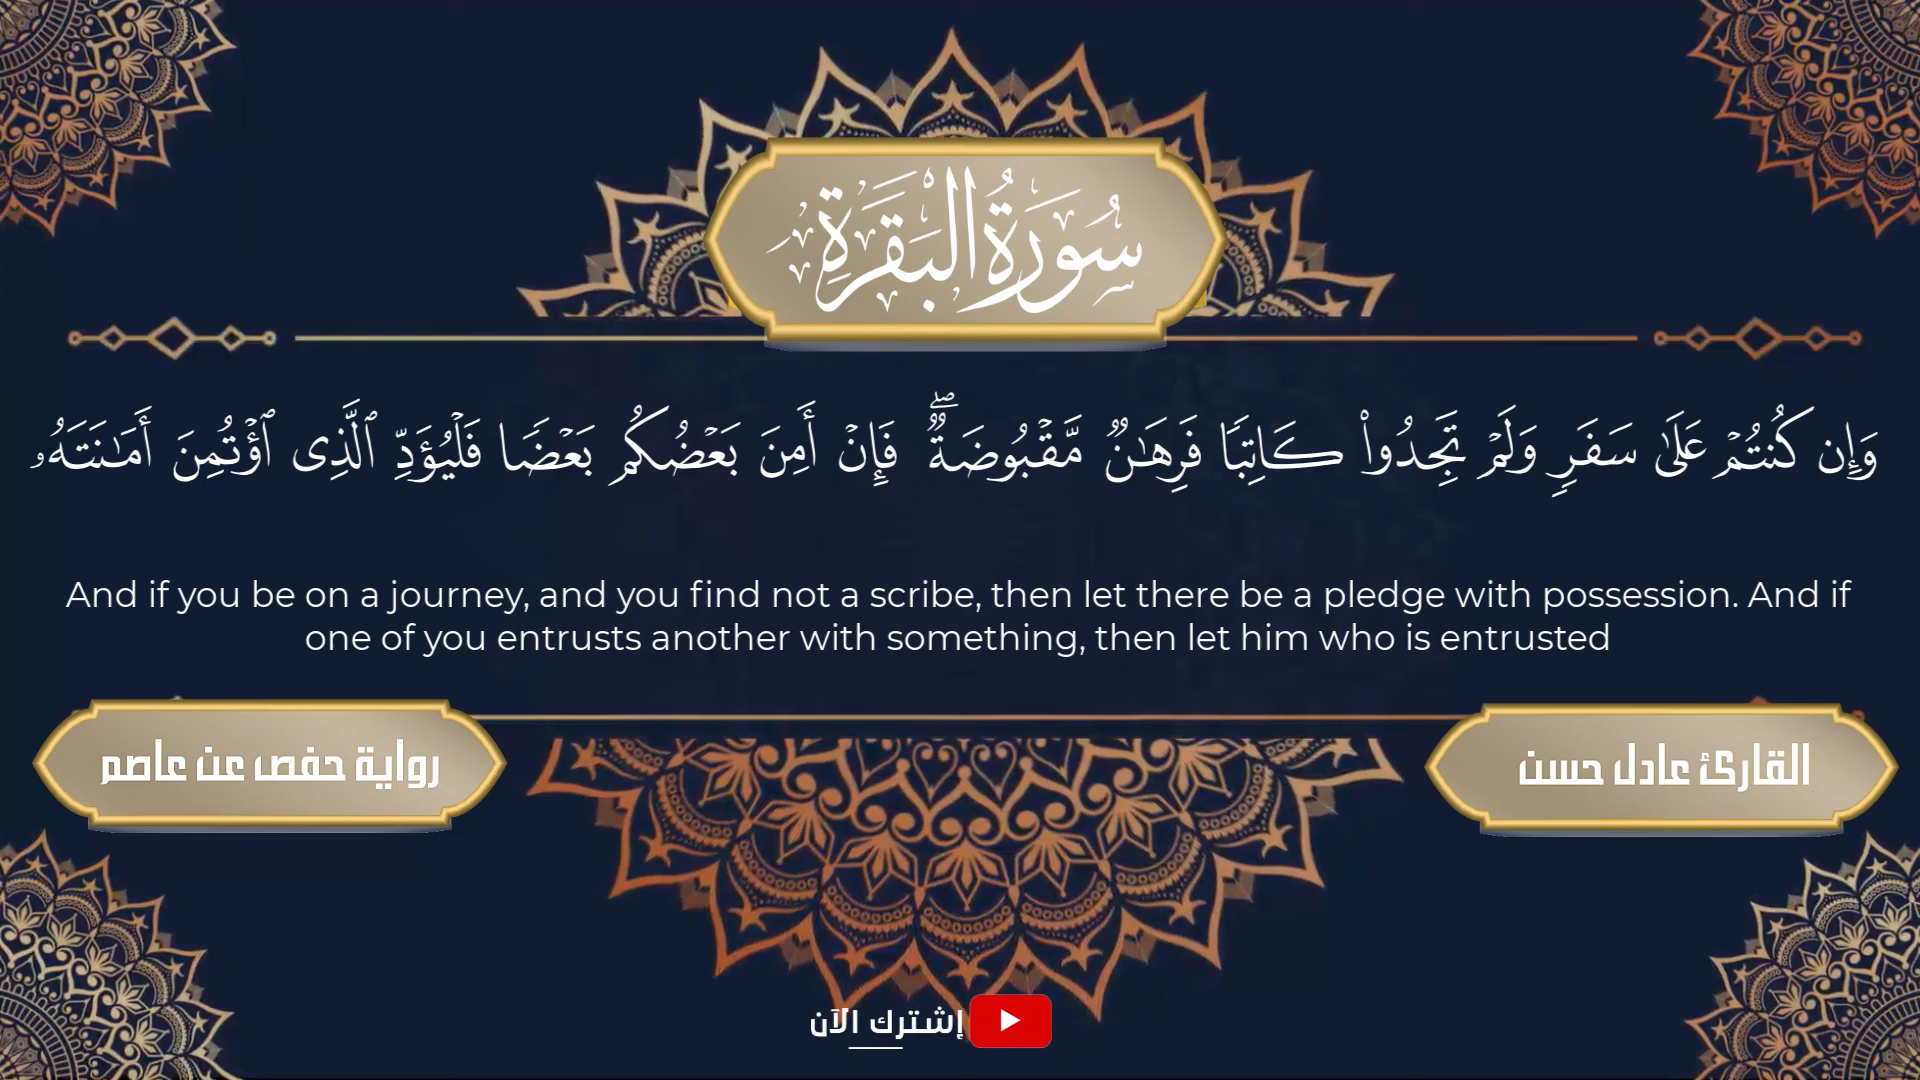 سُورَةُ البَقَرَةِ
وَإِن كُنتُمۡ عَلَىٰ سَفَرٖ وَلَمۡ تَجِدُواْ كَاتِبٗا فَرِهَٰنٞ مَّقۡبُوضَةٞۖ فَإِنۡ أَمِنَ بَعۡضُكُم بَعۡضٗا فَلۡيُؤَدِّ ٱلَّذِى ٱؤۡتُمِنَ أَمَٰنَتَهُۥ
And if you be on a journey, and you find not a scribe, then let there be a pledge with possession. And if
one of you entrusts another with something, then let him who is entrusted
القارئ عادل حسن
رواية حفص عن عاصم
إشترك الآن